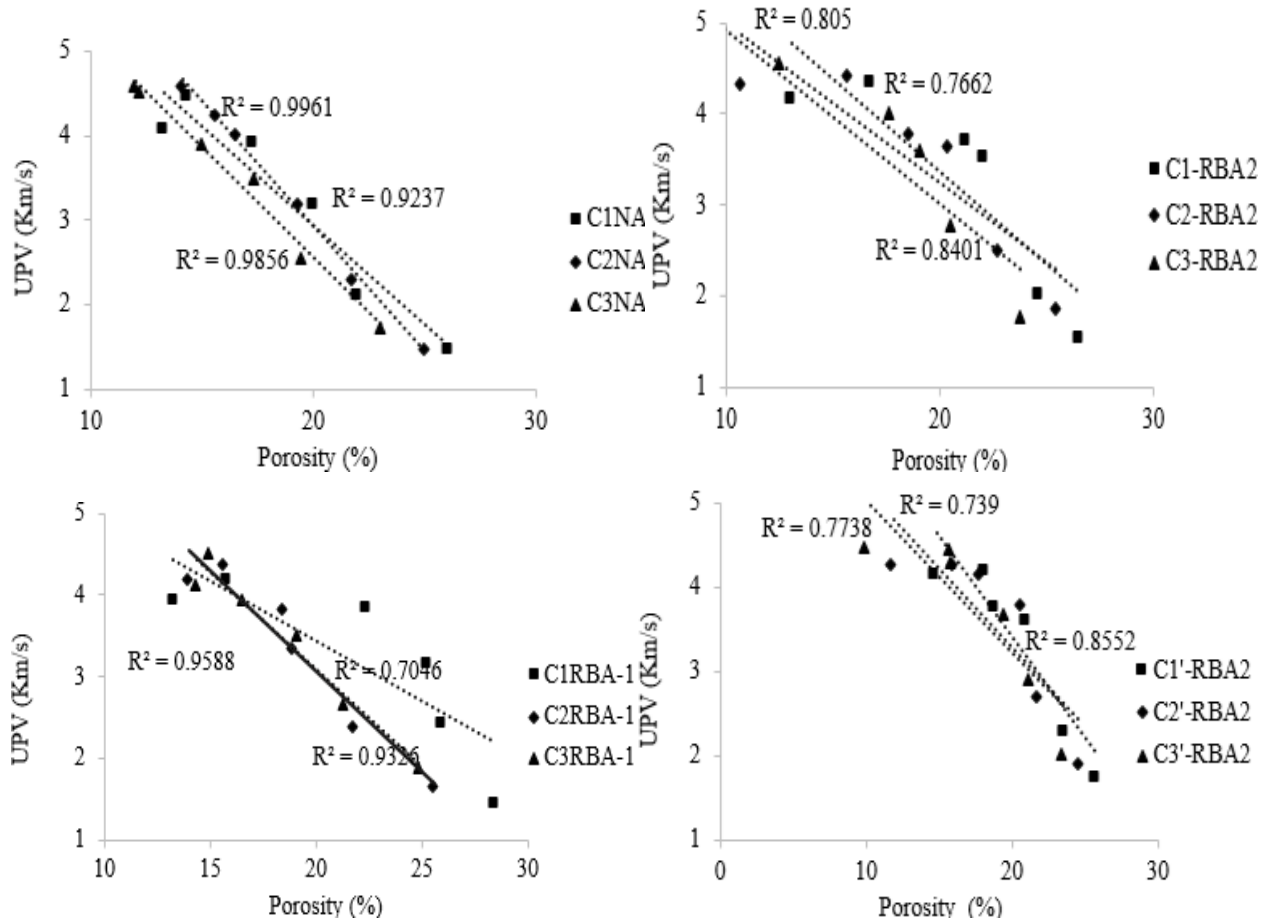 R² = 0.9961
R² = 0.9237
R² = 0.9856
5
4
3
2
1
10
20
30
UPV (Km/s)
Porosity (%)
C1NA
C2NA
C3NA
R² = 0.805
R² = 0.7662
R² = 0.8401
5
4
3
2
1
10
20
30
UPV (Km/s)
Porosity (%)
C1-RBA2
C2-RBA2
C3-RBA2
R² = 0.9588
R² = 0.7046
R² = 0.9326
5
4
3
2
1
10
15
20
25
30
UPV (Km/s)
Porosity (%)
C1RBA-1
C2RBA-1
C3RBA-1
R² = 0.7738
R² = 0.739
R² = 0.8552
5
4
3
2
1
0
10
20
30
UPV (Km/s)
Porosity (%)
C1'-RBA2
C2'-RBA2
C3'-RBA2